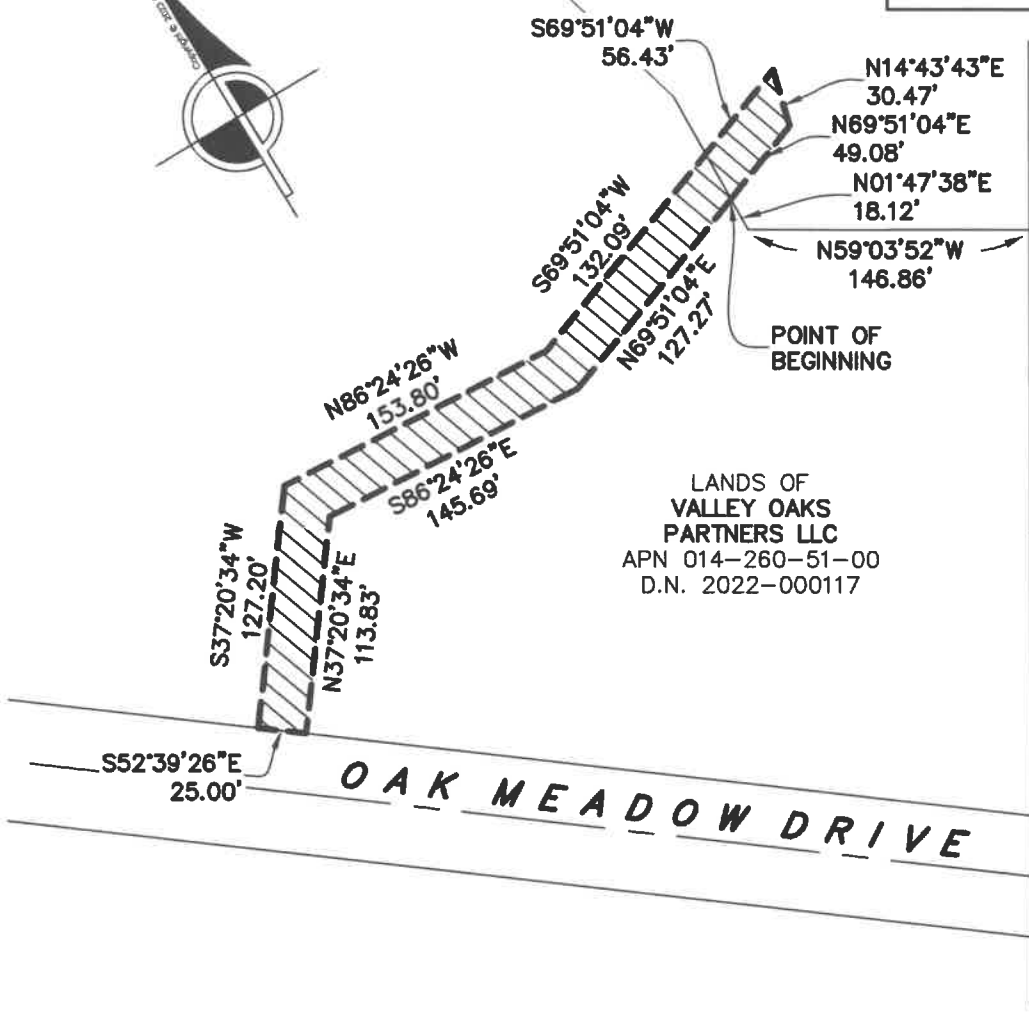 Copyright © 202
S69°51'04"W
56.43'
N14°43'43"E
30.47'
N69°51'04"E
49.08'
N01°47'38"E
18.12'
N59°03'52"W
146.86'
S69°51'04"W
132.09'
N69°51'04"E
127.27'
POINT OF
BEGINNING
N86°24'26"W
153.80'
S86°24'26"E
145.69'
LANDS OF
VALLEY OAKS
PARTNERS LLC
APN 014-260-51-00
D.N. 2022-000117
S37°20'34"W
127.20'
N37°20'34"E
113.83'
S52°39'26"E
25.00'
OAK MEADOW DRIVE